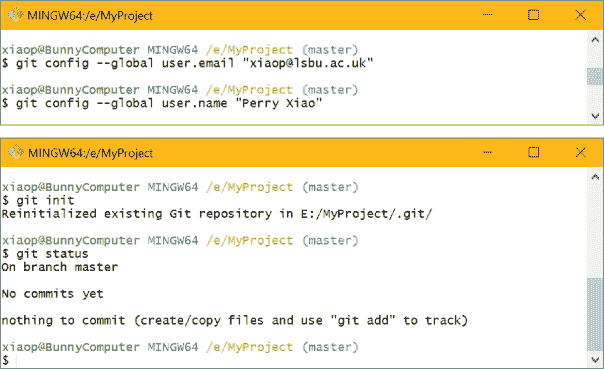 MINGW64:/e/MyProject
xiaop@BunnyComputer MINGW64 /e/MyProject (master)
$ git config --global user.email "xiaop@lsbu.ac.uk"
xiaop@BunnyComputer MINGW64 /e/MyProject (master)
$ git config --global user.name "Perry Xiao"
MINGW64:/e/MyProject
xiaop@BunnyComputer MINGW64 /e/MyProject (master)
$ git init
Reinitialized existing Git repository in E:/MyProject/.git/
xiaop@BunnyComputer MINGW64 /e/MyProject (master)
$ git status
On branch master
No commits yet
nothing to commit (create/copy files and use "git add" to track)
xiaop@BunnyComputer MINGW64 /e/MyProject (master)
$